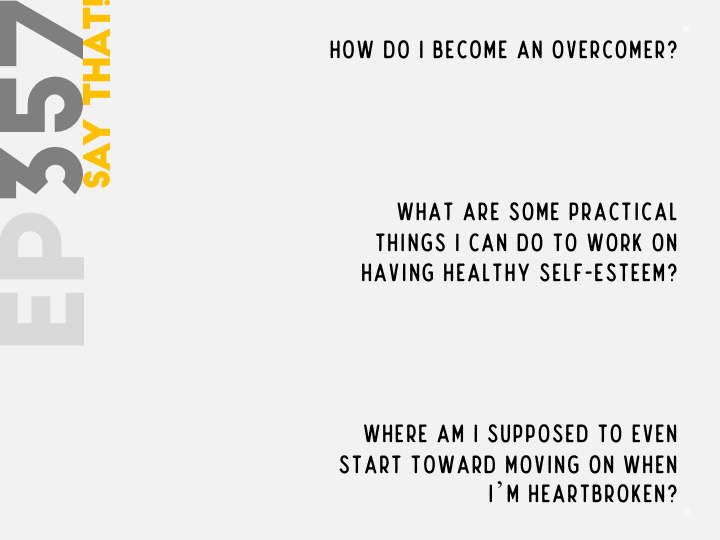 EP 357
SAY THAT!
HOW DO I BECOME AN OVERCOMER?
WHAT ARE SOME PRACTICAL
THINGS I CAN DO TO WORK ON
HAVING HEALTHY SELF-ESTEEM?
WHERE AM I SUPPOSED TO EVEN
START TOWARD MOVING ON WHEN
I'M HEARTBROKEN?